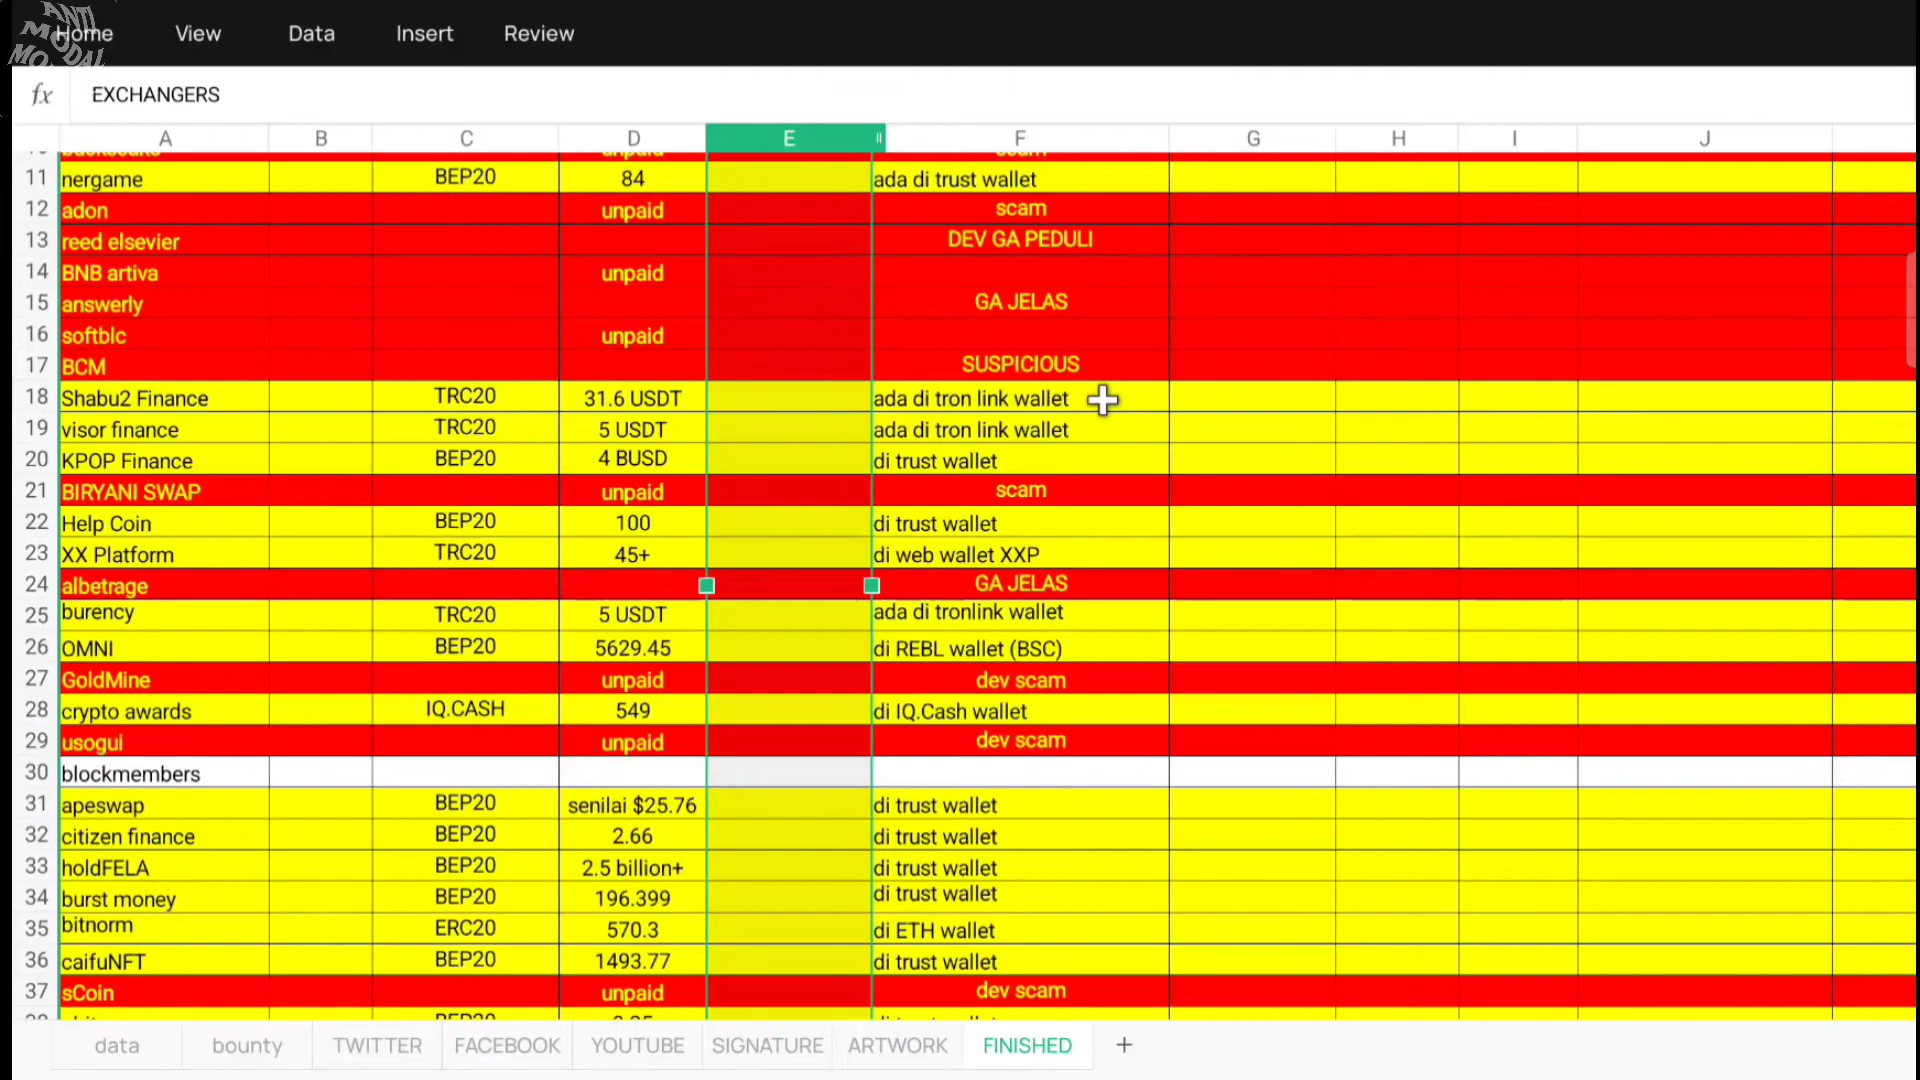 ANTI
MODAL
MO
Home View Data Insert Review
fx EXCHANGERS
A B C D E F G H I J
unpaid scam
11 nergame BEP20 84 ada di trust wallet
12 adon unpaid scam
13 reed elsevier DEV GA PEDULI
14 BNB artiva unpaid
15 answerly GA JELAS
16 softblc unpaid
17 BCM SUSPICIOUS
18 Shabu2 Finance TRC20 31.6 USDT ada di tron link wallet
19 visor finance TRC20 5 USDT ada di tron link wallet
20 KPOP Finance BEP20 4 BUSD di trust wallet
21 BIRYANI SWAP unpaid scam
22 Help Coin BEP20 100 di trust wallet
23 XX Platform TRC20 45+ di web wallet XXP
24 albetrage GA JELAS
25 burency TRC20 5 USDT ada di tronlink wallet
26 OMNI BEP20 5629.45 di REBL wallet (BSC)
27 GoldMine unpaid dev scam
28 crypto awards IQ.CASH 549 di IQ.Cash wallet
29 usogui unpaid dev scam
30 blockmembers
31 apeswap BEP20 senilai $25.76 di trust wallet
32 citizen finance BEP20 2.66 di trust wallet
33 holdFELA BEP20 2.5 billion+ di trust wallet
34 burst money BEP20 196.399 di trust wallet
35 bitnorm ERC20 570.3 di ETH wallet
36 caifuNFT BEP20 1493.77 di trust wallet
37 sCoin unpaid dev scam
data bounty TWITTER FACEBOOK YOUTUBE SIGNATURE ARTWORK FINISHED +